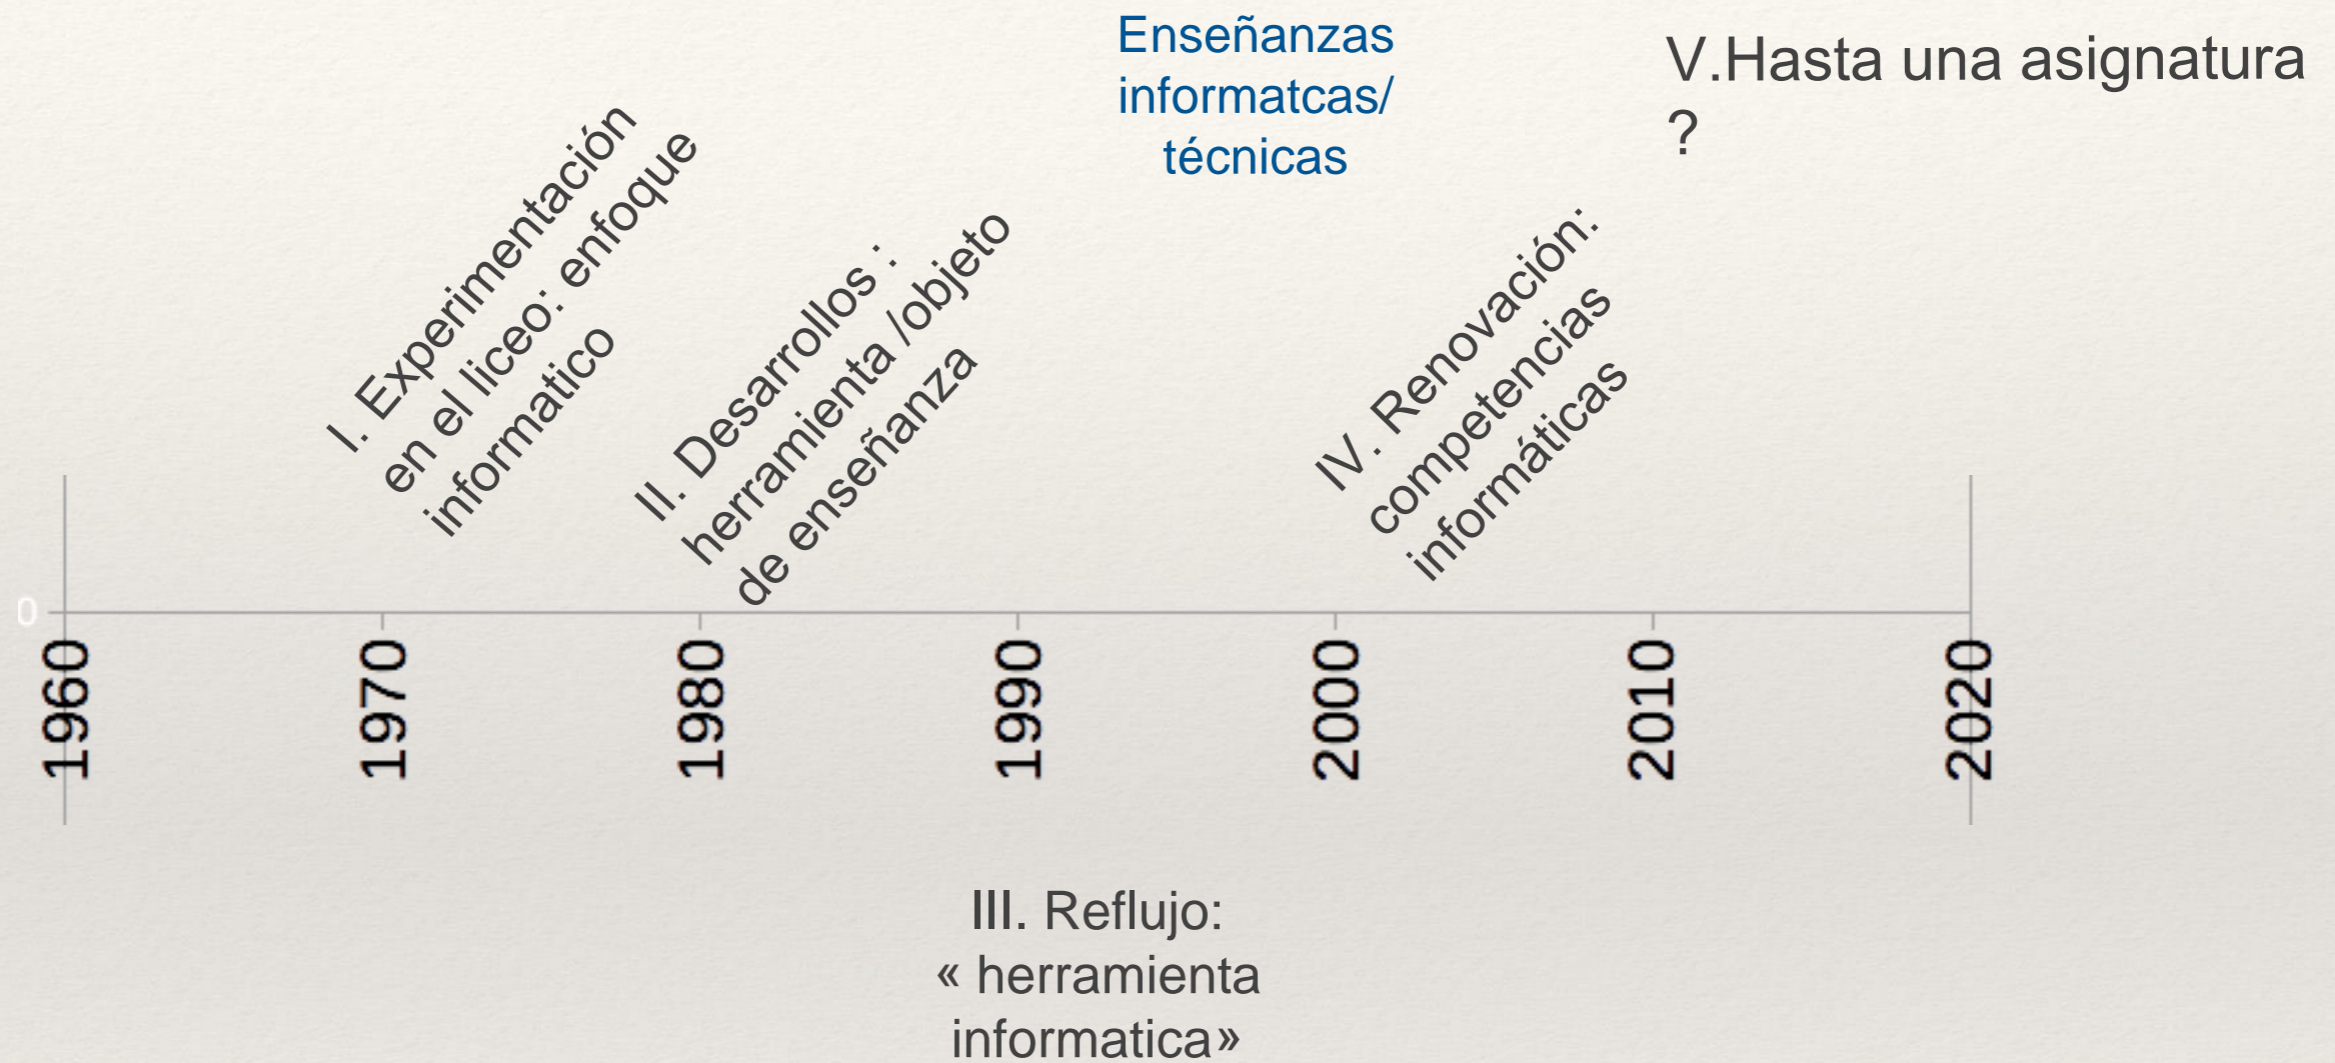 Enseñanzas
informatcas/
técnicas
V.Hasta una asignatura
?
I. Experimentación
en el liceo: enfoque
informatico
II. Desarrollos :
herramienta /objeto
de enseñanza
IV. Renovación:
competencias
informáticas
0
1960
1970
1980
1990
2000
2010
2020
III. Reflujo:
« herramienta
informatica»